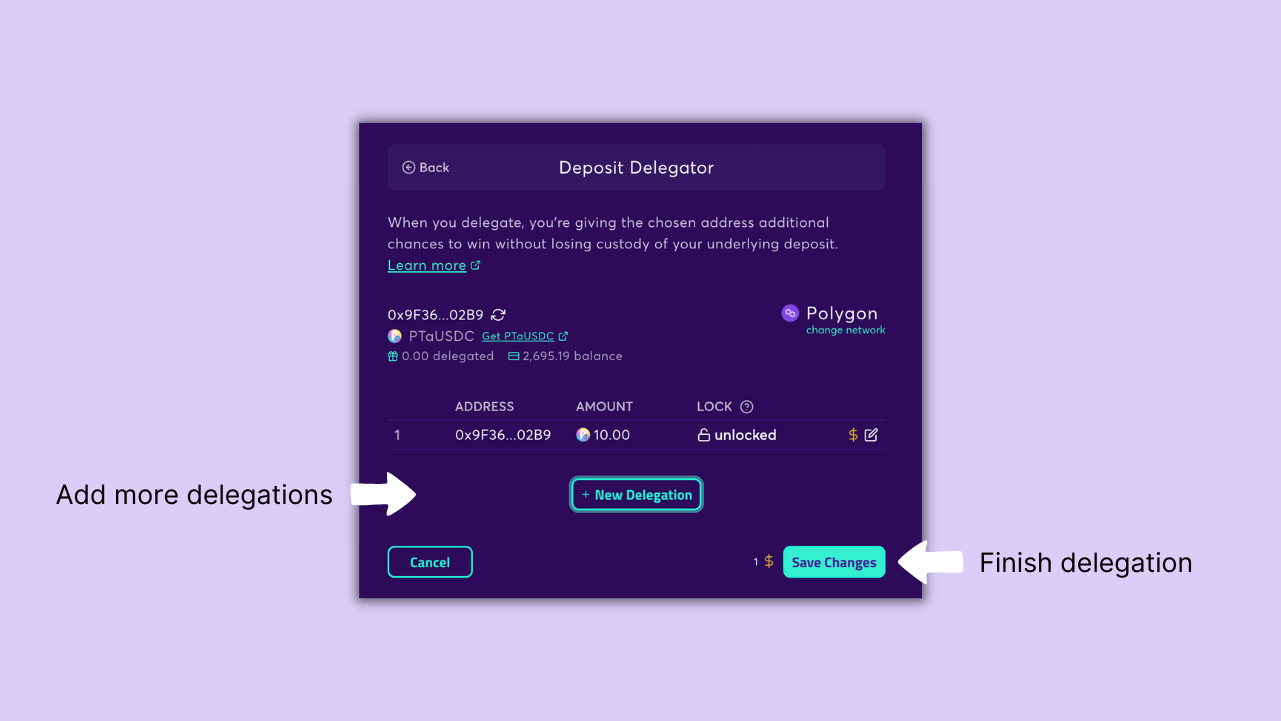 Back
Deposit Delegator
When you delegate, you're giving the chosen address additional
chances to win without losing custody of your underlying deposit.
Learn more
0x9F36...02B9
Polygon
change network
PTaUSDC Get PTaUSDC
0.00 delegated 2,695.19 balance
ADDRESS AMOUNT LOCK ?
1 0x9F36...02B9 10.00 unlocked $
Add more delegations
+ New Delegation
Cancel
1 $ Save Changes
Finish delegation